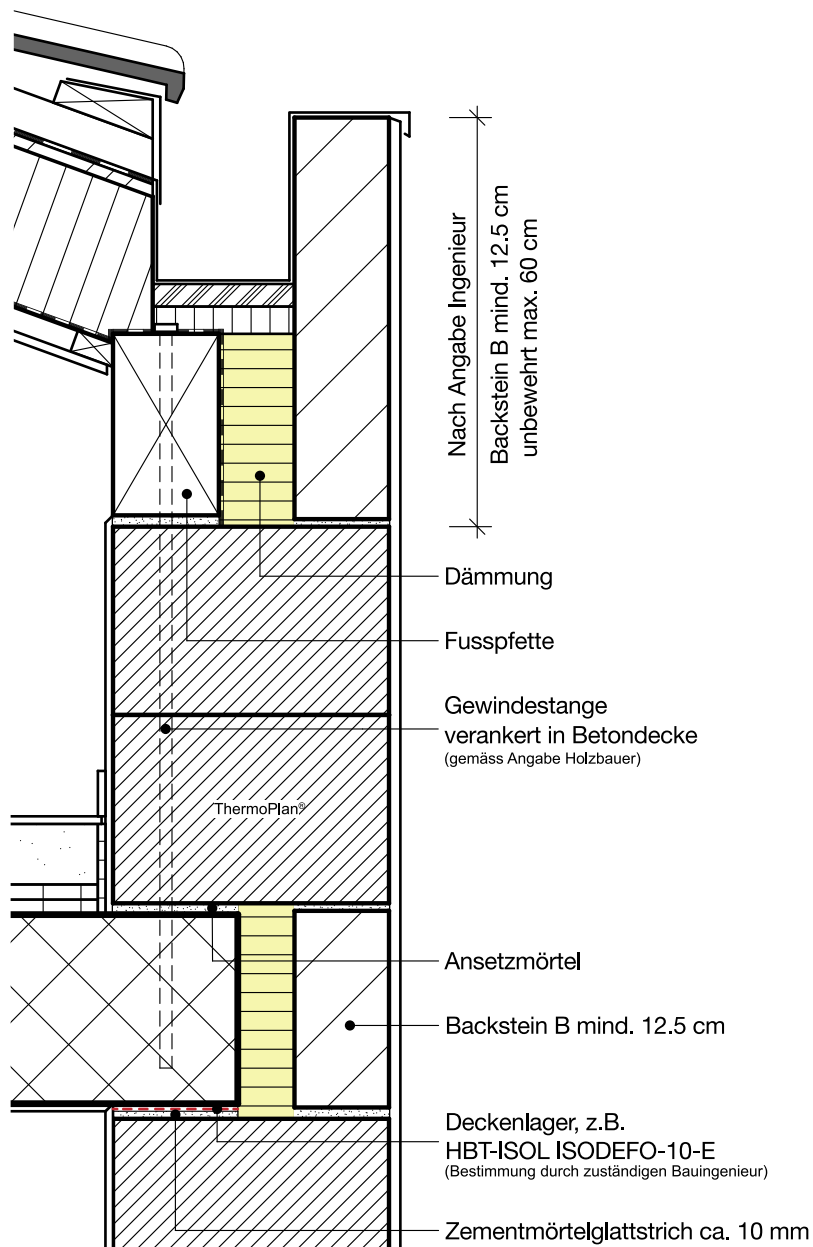 Nach Angabe Ingenieur
Backstein B mind. 12.5 cm
unbewehrt max. 60 cm
Dämmung
Fusspfette
Gewindestange
verankert in Betondecke
(gemäss Angabe Holzbauer)
ThermoPlan®
Ansetzmörtel
Backstein B mind. 12.5 cm
Deckenlager, z.B.
HBT-ISOL ISODEFO-10-E
(Bestimmung durch zuständigen Bauingenieur)
Zementmörtelglattstrich ca. 10 mm